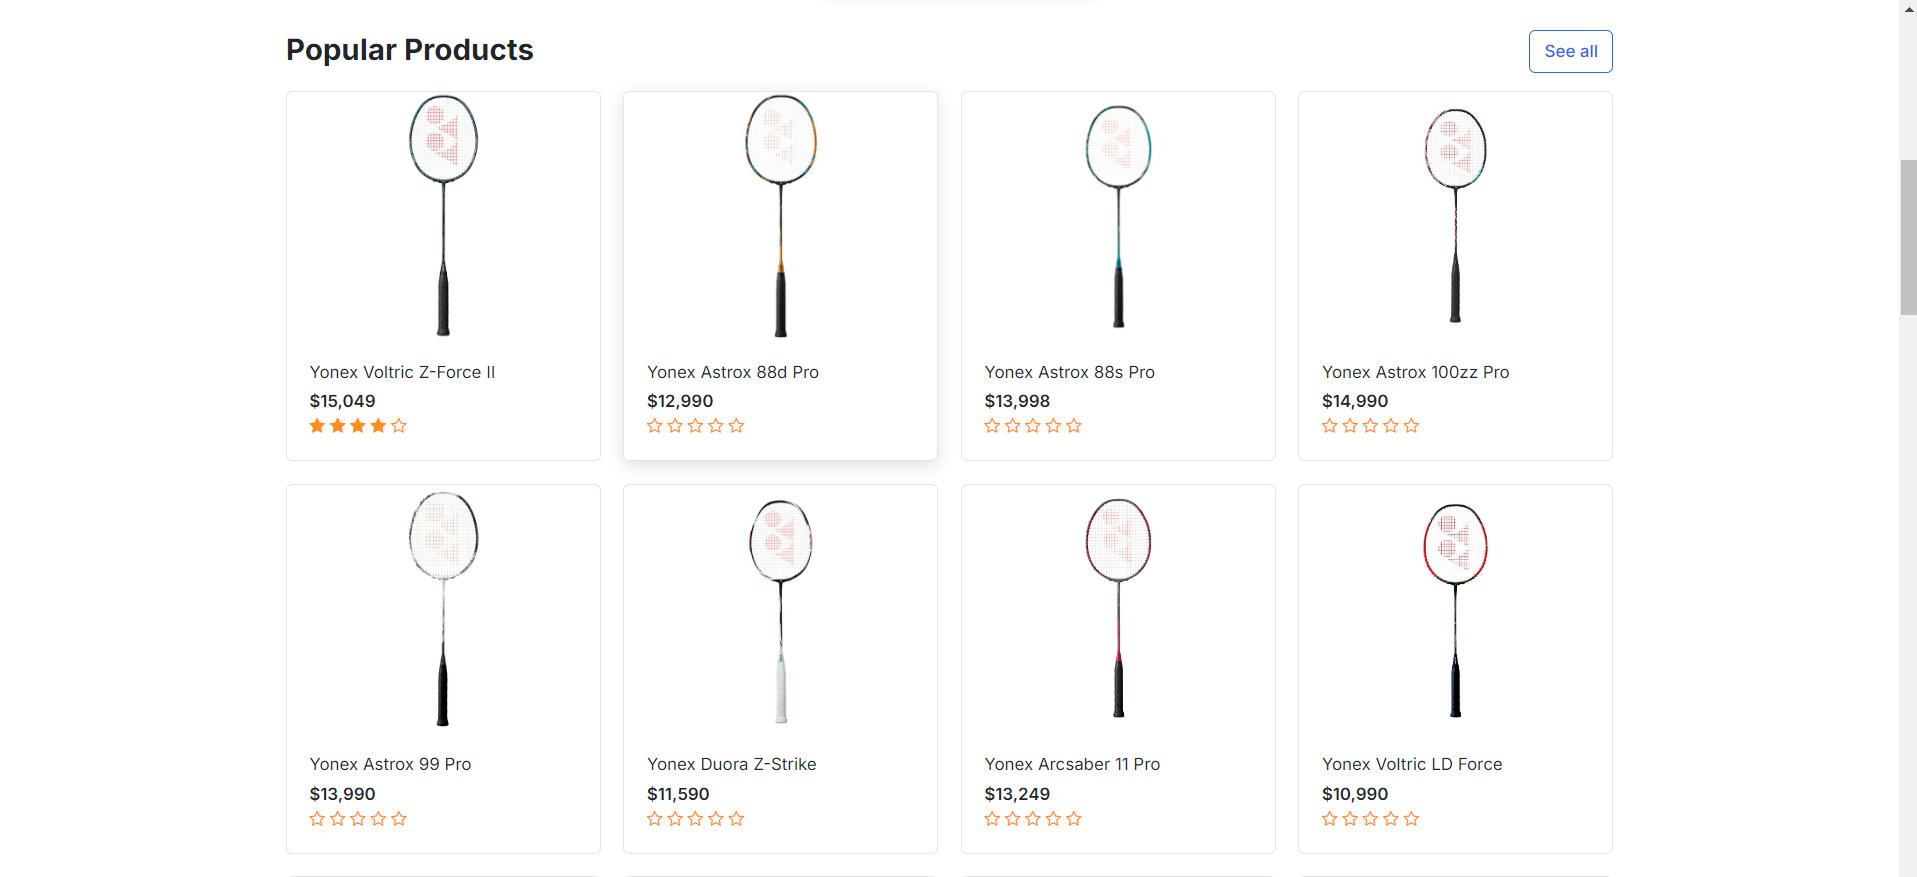 Popular Products
See all
Yonex Voltric Z-Force II
$15,049
Yonex Astrox 88d Pro
$12,990
Yonex Astrox 88s Pro
$13,998
Yonex Astrox 100zz Pro
$14,990
Yonex Astrox 99 Pro
$13,990
Yonex Duora Z-Strike
$11,590
Yonex Arcsaber 11 Pro
$13,249
Yonex Voltric LD Force
$10,990